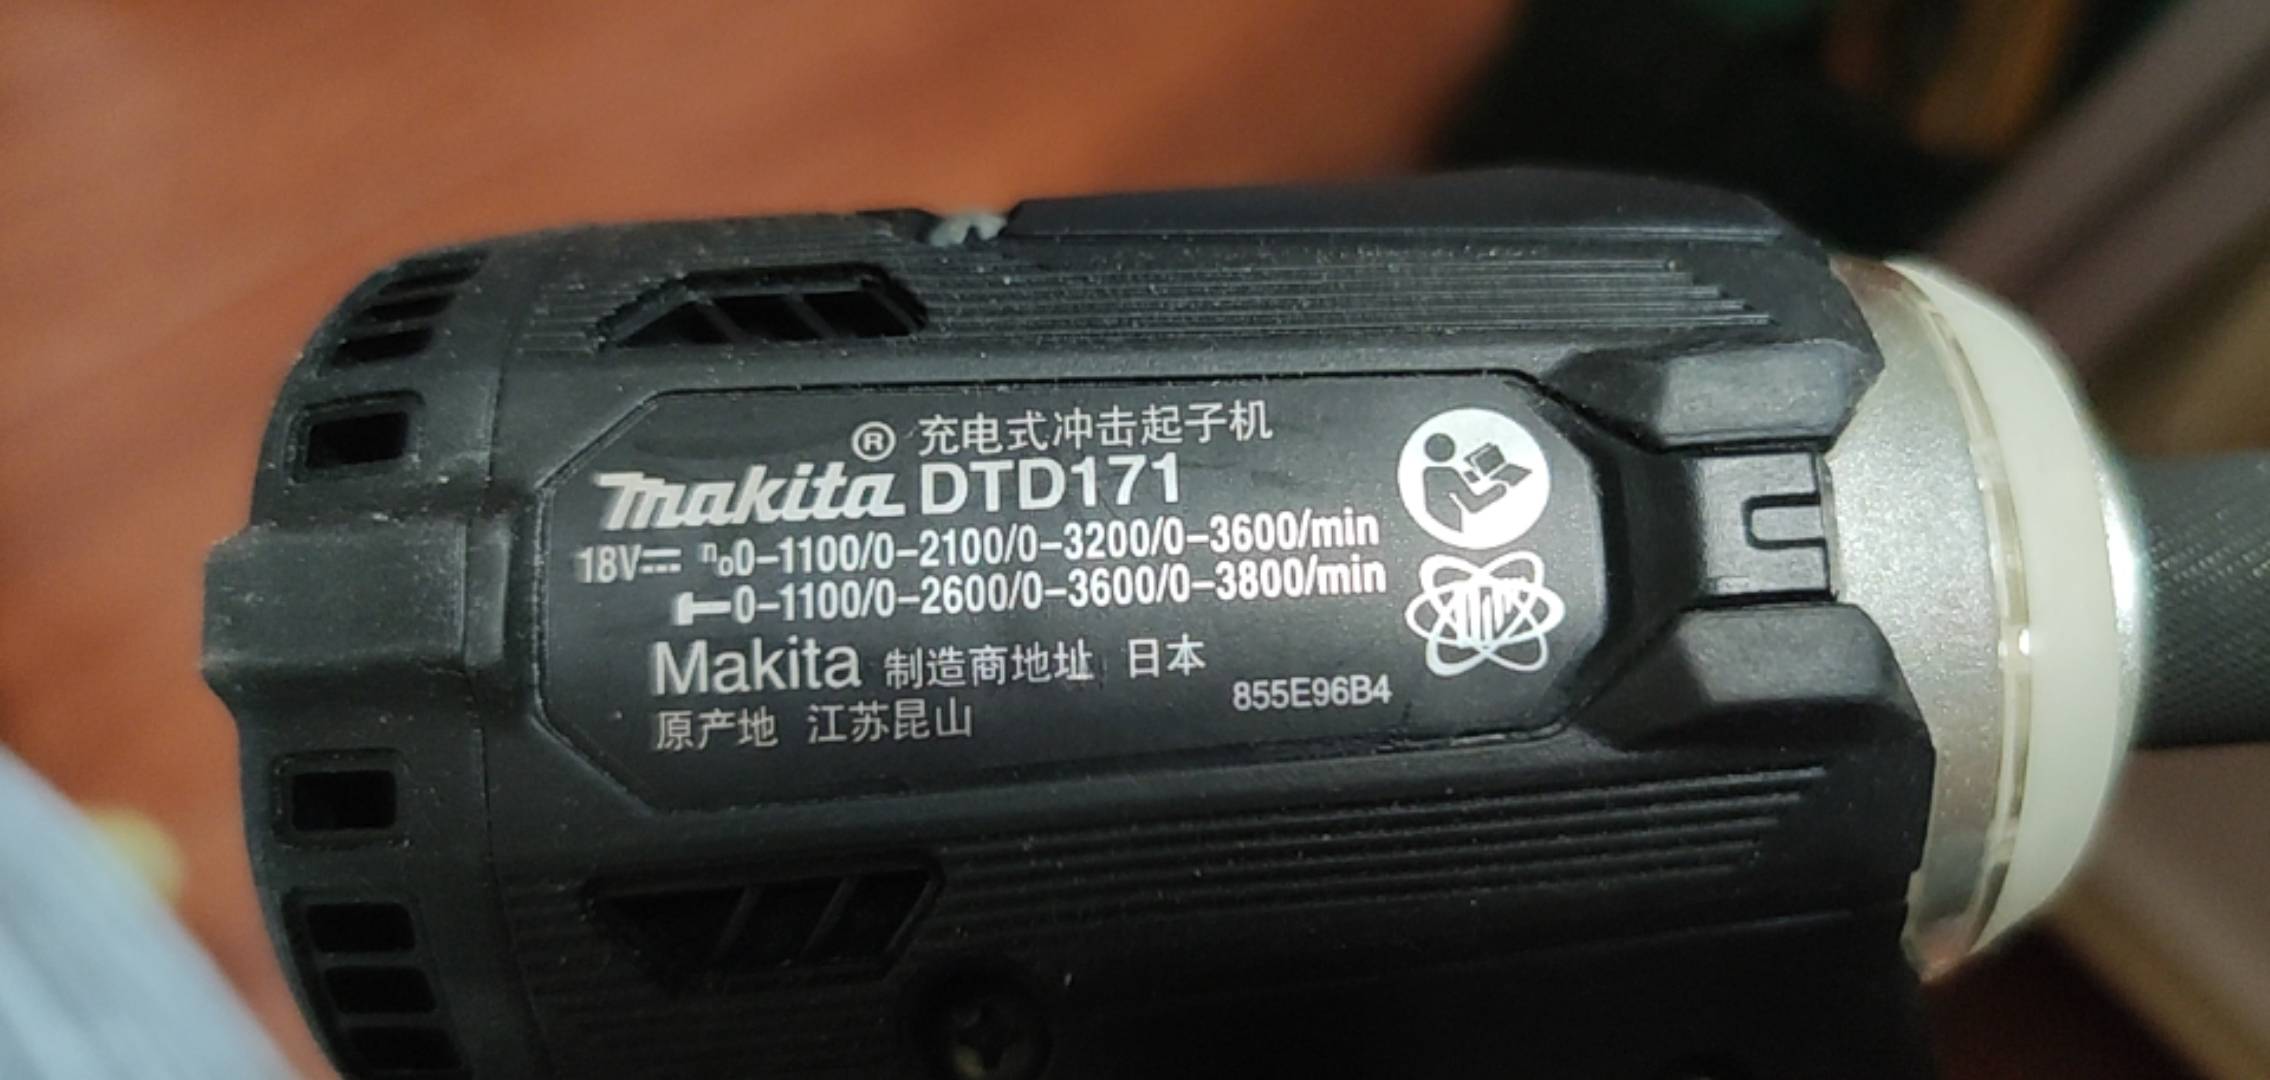 ® 充电式冲击起子机
makita DTD171
18V⎓ n₀0-1100/0-2100/0-3200/0-3600/min
0-1100/0-2600/0-3600/0-3800/min
Makita 制造商地址 日本
855E96B4
原产地 江苏昆山